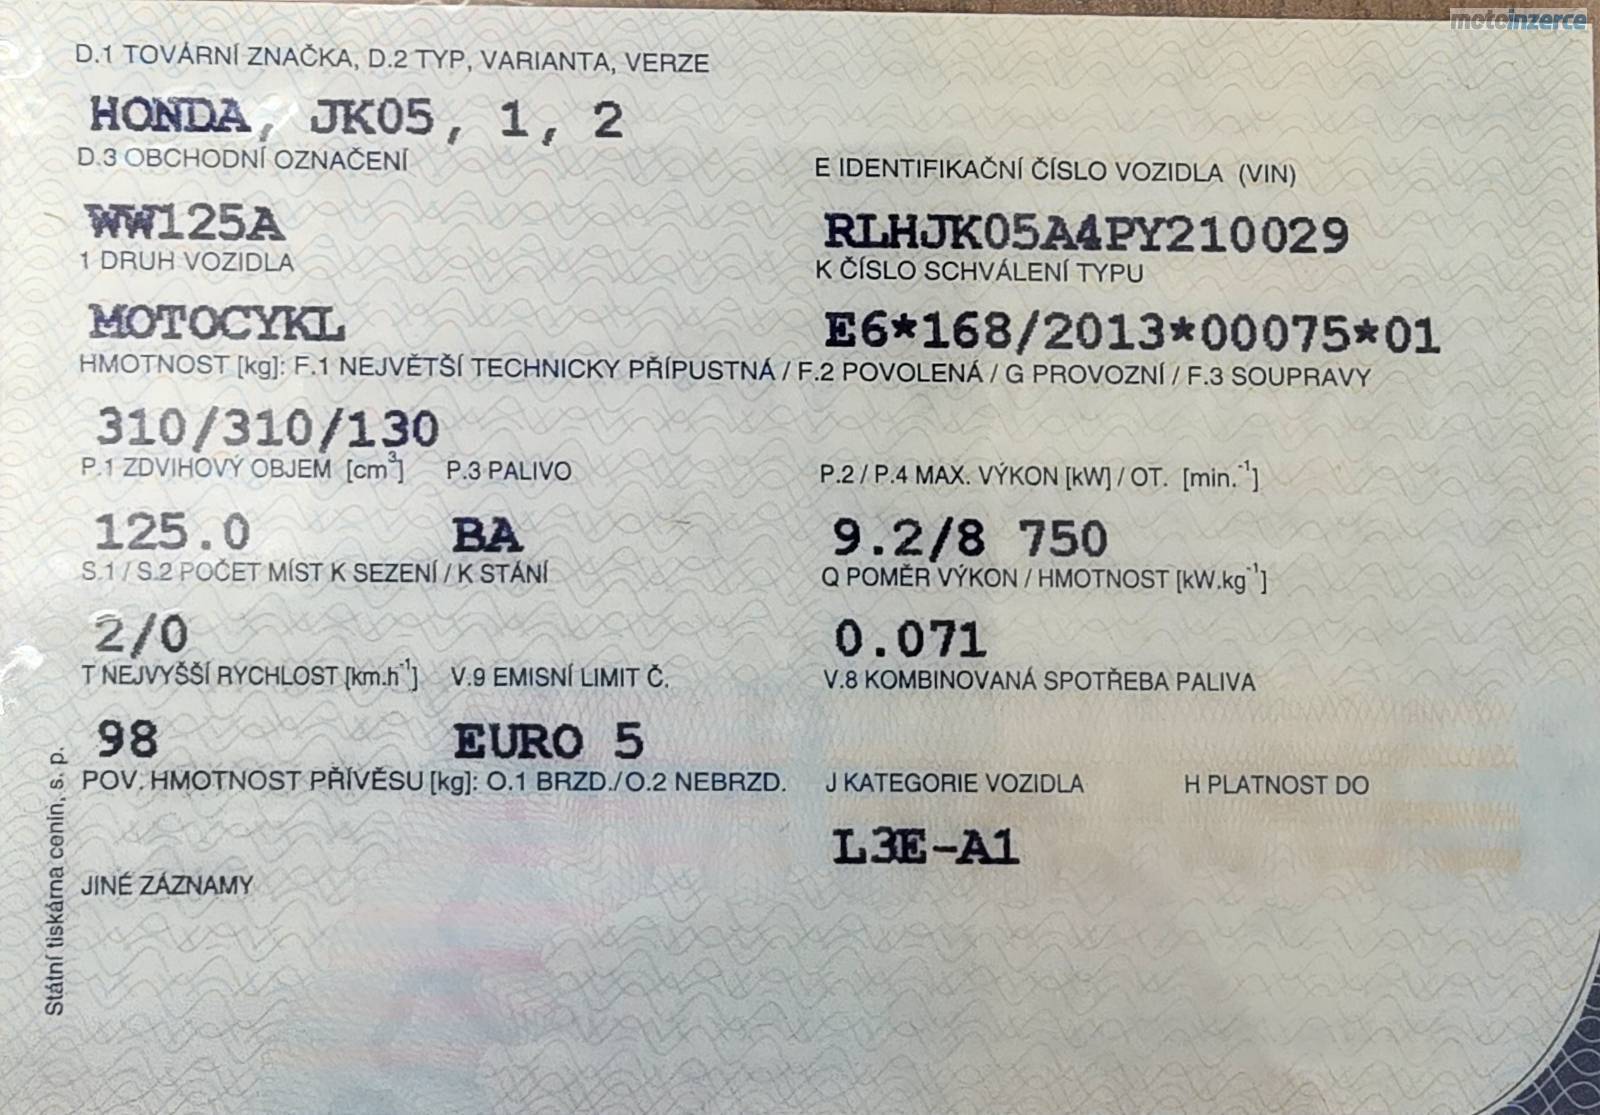 motoinzerce
D.1 TOVÁRNÍ ZNAČKA, D.2 TYP, VARIANTA, VERZE
HONDA, JK05, 1, 2
D.3 OBCHODNÍ OZNAČENÍ
E IDENTIFIKAČNÍ ČÍSLO VOZIDLA (VIN)
WW125A
RLHJK05A4PY210029
1 DRUH VOZIDLA
K ČÍSLO SCHVÁLENÍ TYPU
MOTOCYKL
E6*168/2013*00075*01
HMOTNOST [kg]: F.1 NEJVĚTŠÍ TECHNICKY PŘÍPUSTNÁ / F.2 POVOLENÁ / G PROVOZNÍ / F.3 SOUPRAVY
310/310/130
P.1 ZDVIHOVÝ OBJEM [cm³] P.3 PALIVO
P.2 / P.4 MAX. VÝKON [kW] / OT. [min.⁻¹]
125.0 BA
9.2/8 750
S.1 / S.2 POČET MÍST K SEZENÍ / K STÁNÍ
Q POMĚR VÝKON / HMOTNOST [kW.kg⁻¹]
2/0
0.071
T NEJVYŠŠÍ RYCHLOST [km.h⁻¹] V.9 EMISNÍ LIMIT Č.
V.8 KOMBINOVANÁ SPOTŘEBA PALIVA
98 EURO 5
POV. HMOTNOST PŘÍVĚSU [kg]: O.1 BRZD./O.2 NEBRZD.
J KATEGORIE VOZIDLA H PLATNOST DO
L3E-A1
JINÉ ZÁZNAMY
Státní tiskárna cenin, s. p.